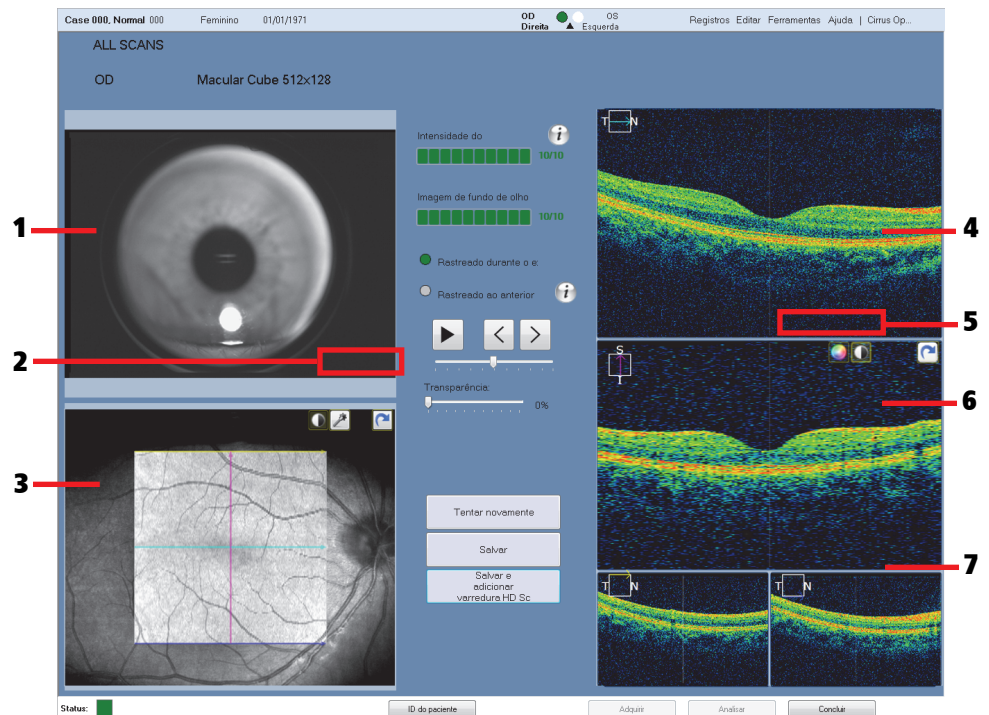 Case 000, Normal 000 Feminino 01/01/1971 OD OS Registros Editar Ferramentas Ajuda | Cirrus Op...
Direita Esquerda
ALL SCANS
OD Macular Cube 512x128
T N
Intensidade do i
10/10
Imagem de fundo de olho
10/10
1
4
Rastreado durante o e:
Rastreado ao anterior i
5
2
S
I
Transparência:
0%
6
3
Tentar novamente
Salvar
Salvar e
adicionar
varredura HD Sc
7
T N T N
Status: ID do paciente Adquirir Analisar Concluir